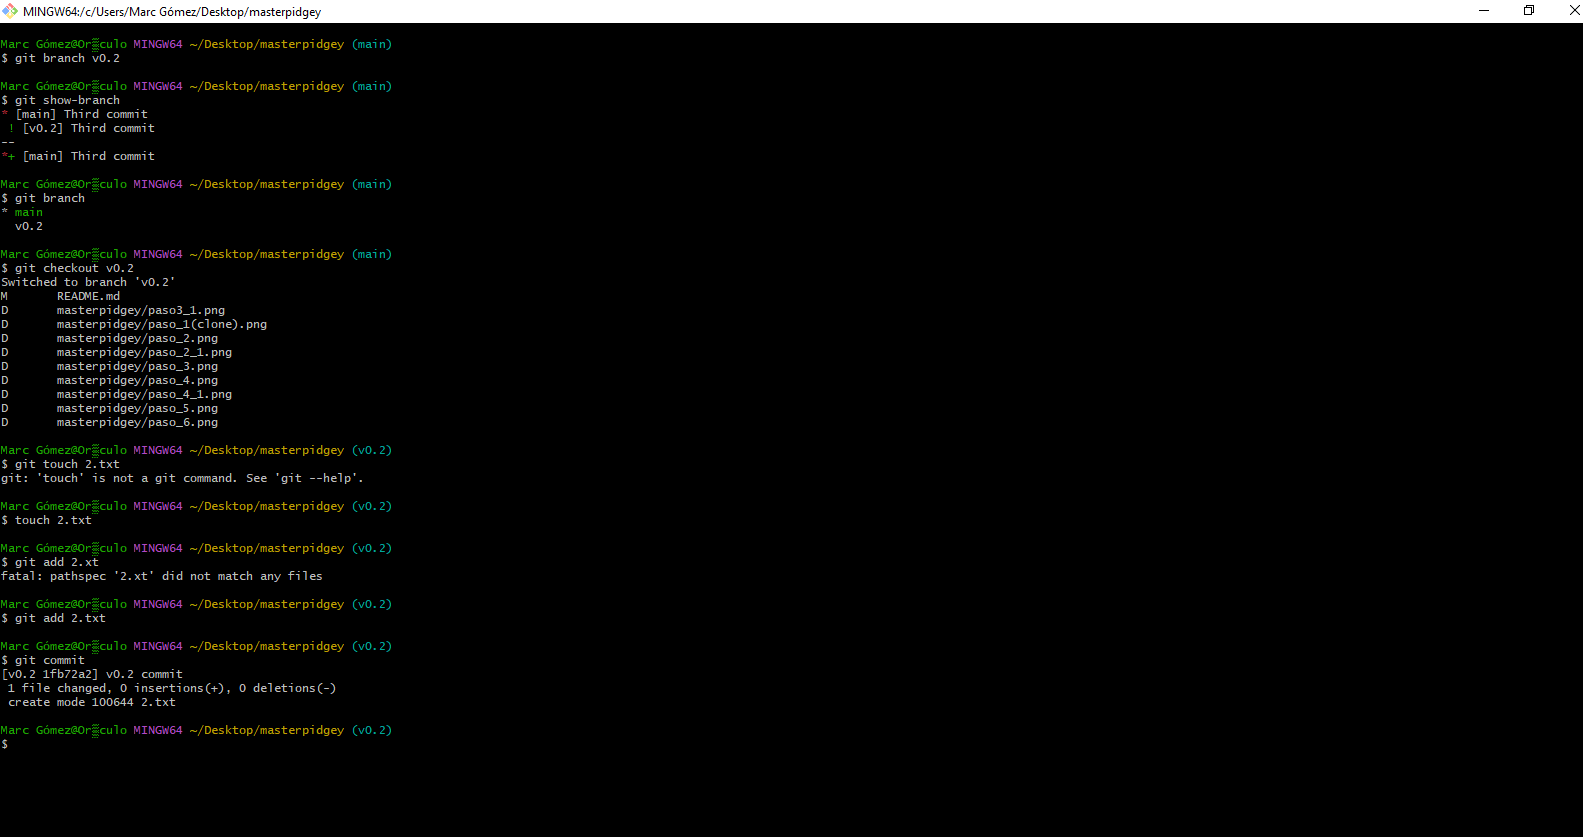 MINGW64:/c/Users/Marc Gómez/Desktop/masterpidgey
Marc Gómez@Or▒culo MINGW64 ~/Desktop/masterpidgey (main)
$ git branch v0.2
Marc Gómez@Or▒culo MINGW64 ~/Desktop/masterpidgey (main)
$ git show-branch
* [main] Third commit
 ! [v0.2] Third commit
--
*+ [main] Third commit
Marc Gómez@Or▒culo MINGW64 ~/Desktop/masterpidgey (main)
$ git branch
* main
  v0.2
Marc Gómez@Or▒culo MINGW64 ~/Desktop/masterpidgey (main)
$ git checkout v0.2
Switched to branch 'v0.2'
M       README.md
D       masterpidgey/paso3_1.png
D       masterpidgey/paso_1(clone).png
D       masterpidgey/paso_2.png
D       masterpidgey/paso_2_1.png
D       masterpidgey/paso_3.png
D       masterpidgey/paso_4.png
D       masterpidgey/paso_4_1.png
D       masterpidgey/paso_5.png
D       masterpidgey/paso_6.png
Marc Gómez@Or▒culo MINGW64 ~/Desktop/masterpidgey (v0.2)
$ git touch 2.txt
git: 'touch' is not a git command. See 'git --help'.
Marc Gómez@Or▒culo MINGW64 ~/Desktop/masterpidgey (v0.2)
$ touch 2.txt
Marc Gómez@Or▒culo MINGW64 ~/Desktop/masterpidgey (v0.2)
$ git add 2.xt
fatal: pathspec '2.xt' did not match any files
Marc Gómez@Or▒culo MINGW64 ~/Desktop/masterpidgey (v0.2)
$ git add 2.txt
Marc Gómez@Or▒culo MINGW64 ~/Desktop/masterpidgey (v0.2)
$ git commit
[v0.2 1fb72a2] v0.2 commit
 1 file changed, 0 insertions(+), 0 deletions(-)
 create mode 100644 2.txt
Marc Gómez@Or▒culo MINGW64 ~/Desktop/masterpidgey (v0.2)
$